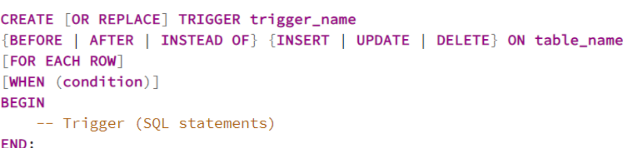 CREATE [OR REPLACE] TRIGGER trigger_name
{BEFORE | AFTER | INSTEAD OF} {INSERT | UPDATE | DELETE} ON table_name
[FOR EACH ROW]
[WHEN (condition)]
BEGIN
    -- Trigger (SQL statements)
END;